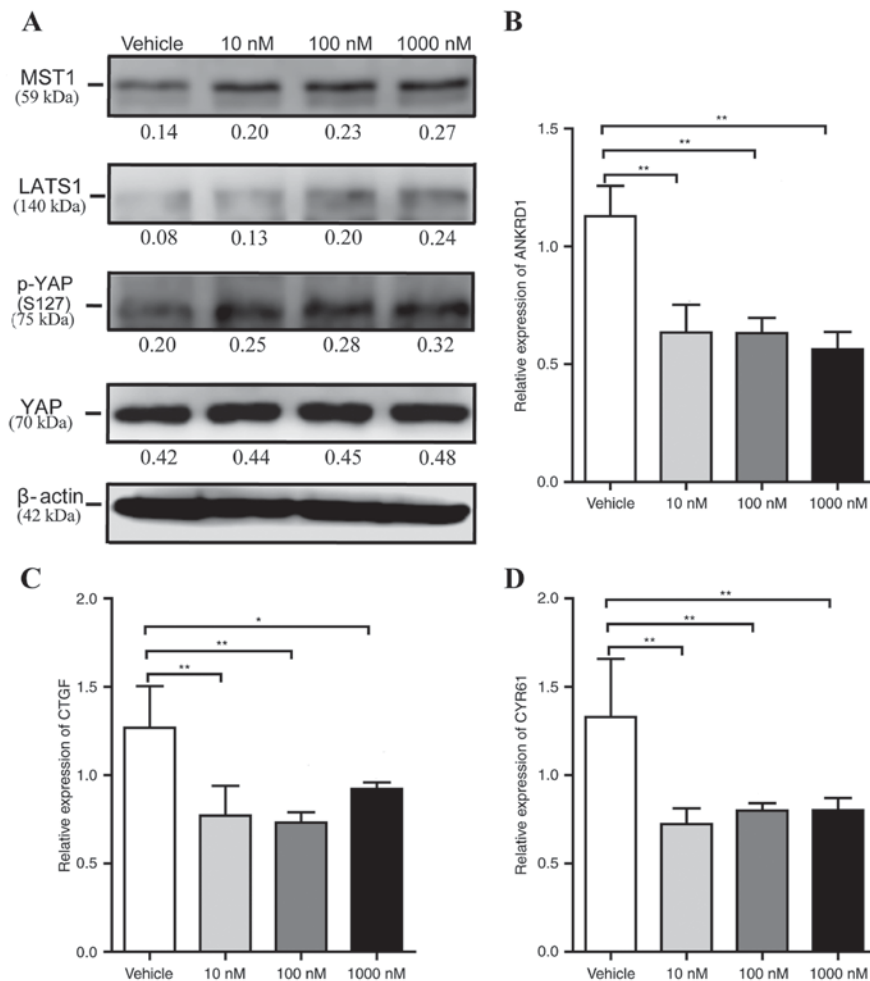 A
Vehicle 10 nM 100 nM 1000 nM
MST1
(59 kDa)
0.14 0.20 0.23 0.27
LATS1
(140 kDa)
0.08 0.13 0.20 0.24
p-YAP
(S127)
(75 kDa)
0.20 0.25 0.28 0.32
YAP
(70 kDa)
0.42 0.44 0.45 0.48
β-actin
(42 kDa)
B
Relative expression of ANKRD1
1.5
1.0
0.5
0.0
**
**
**
Vehicle 10 nM 100 nM 1000 nM
C
Relative expression of CTGF
2.0
1.5
1.0
0.5
0.0
*
**
**
Vehicle 10 nM 100 nM 1000 nM
D
Relative expression of CYR61
2.0
1.5
1.0
0.5
0.0
**
**
**
Vehicle 10 nM 100 nM 1000 nM